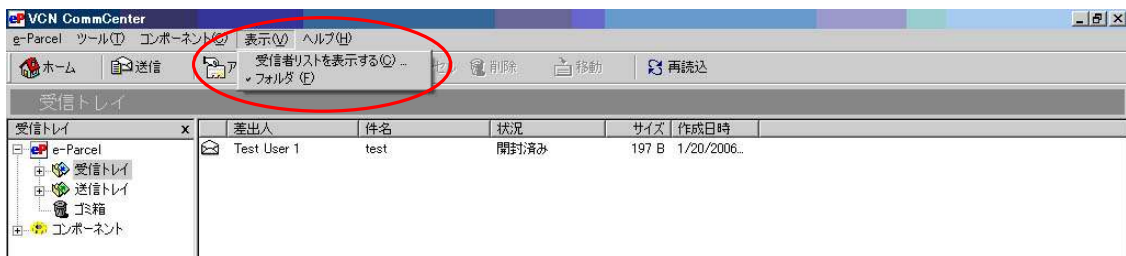 eP VCN CommCenter
e-Parcel ツール(T) コンポーネント(C) 表示(V) ヘルプ(H)
受信者リストを表示する(C) ...
フォルダ (F)
ホーム 送信 ア セル 削除 移動 再読込
受信トレイ
受信トレイ x 差出人 件名 状況 サイズ 作成日時
eP e-Parcel Test User 1 test 開封済み 197 B 1/20/2006...
受信トレイ
送信トレイ
ゴミ箱
コンポーネント